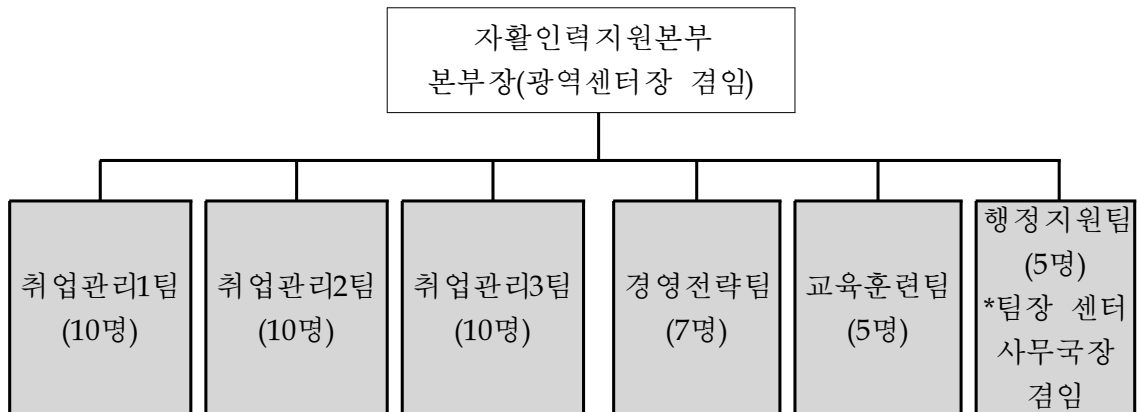 자활인력지원본부
본부장(광역센터장 겸임)
취업관리1팀
(10명)
취업관리2팀
(10명)
취업관리3팀
(10명)
경영전략팀
(7명)
교육훈련팀
(5명)
행정지원팀
(5명)
*팀장 센터
사무국장
겸임